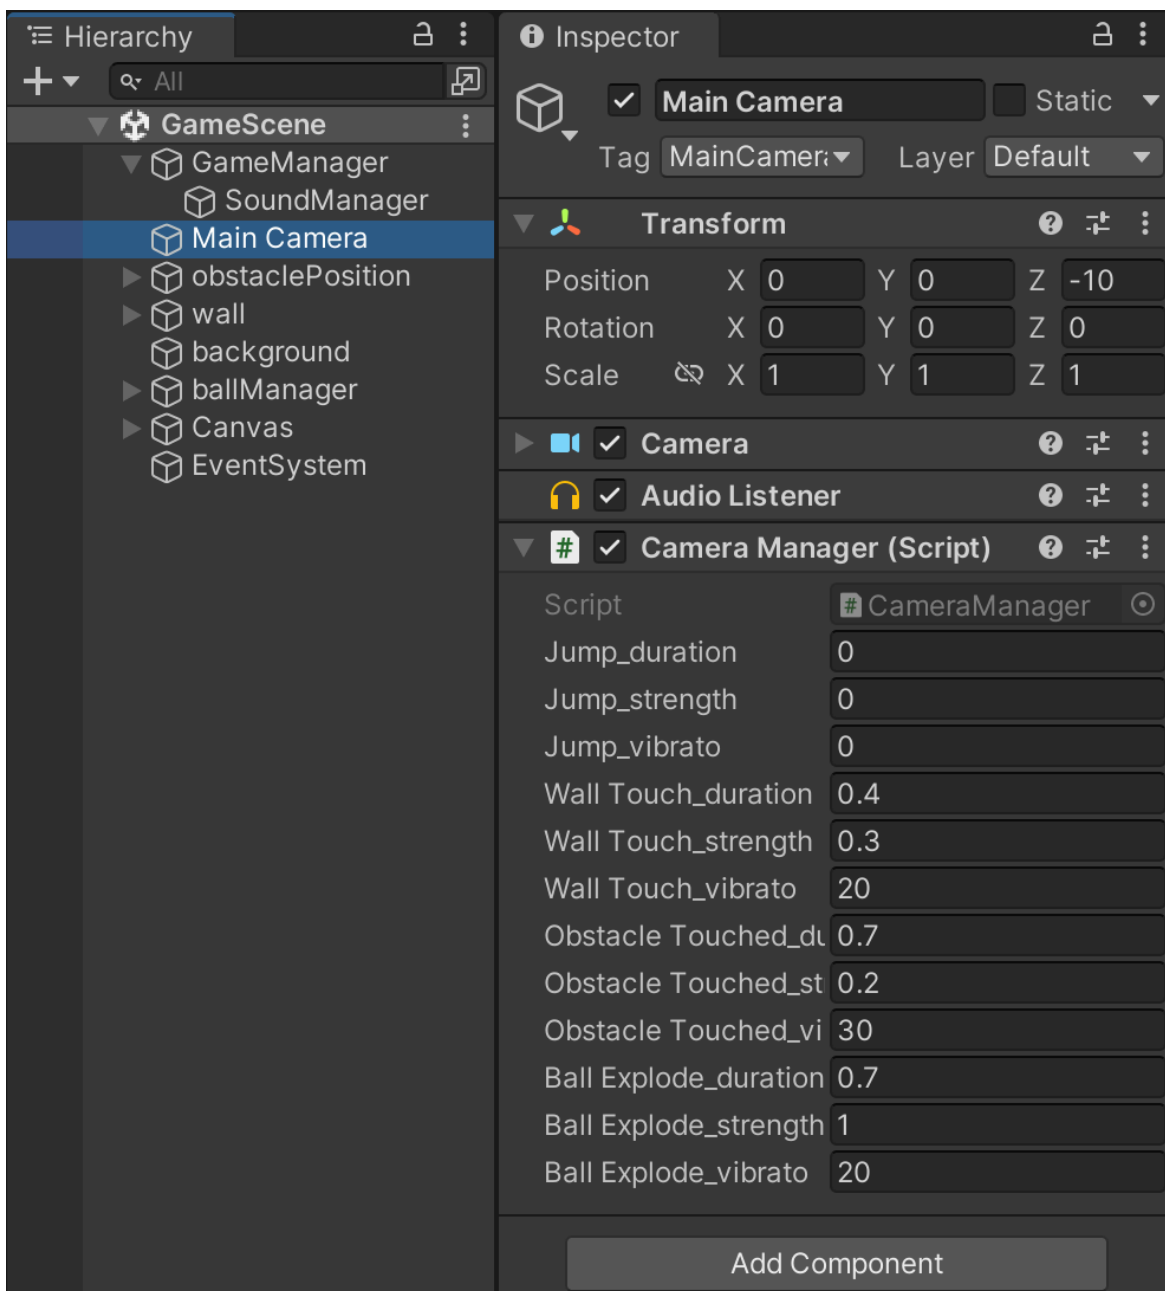 Hierarchy
All
GameScene
GameManager
SoundManager
Main Camera
obstaclePosition
wall
background
ballManager
Canvas
EventSystem
Inspector
Main Camera Static
Tag MainCamera Layer Default
Transform
Position X 0 Y 0 Z -10
Rotation X 0 Y 0 Z 0
Scale X 1 Y 1 Z 1
Camera
Audio Listener
# Camera Manager (Script)
Script # CameraManager
Jump_duration 0
Jump_strength 0
Jump_vibrato 0
Wall Touch_duration 0.4
Wall Touch_strength 0.3
Wall Touch_vibrato 20
Obstacle Touched_du 0.7
Obstacle Touched_st 0.2
Obstacle Touched_vi 30
Ball Explode_duration 0.7
Ball Explode_strength 1
Ball Explode_vibrato 20
Add Component